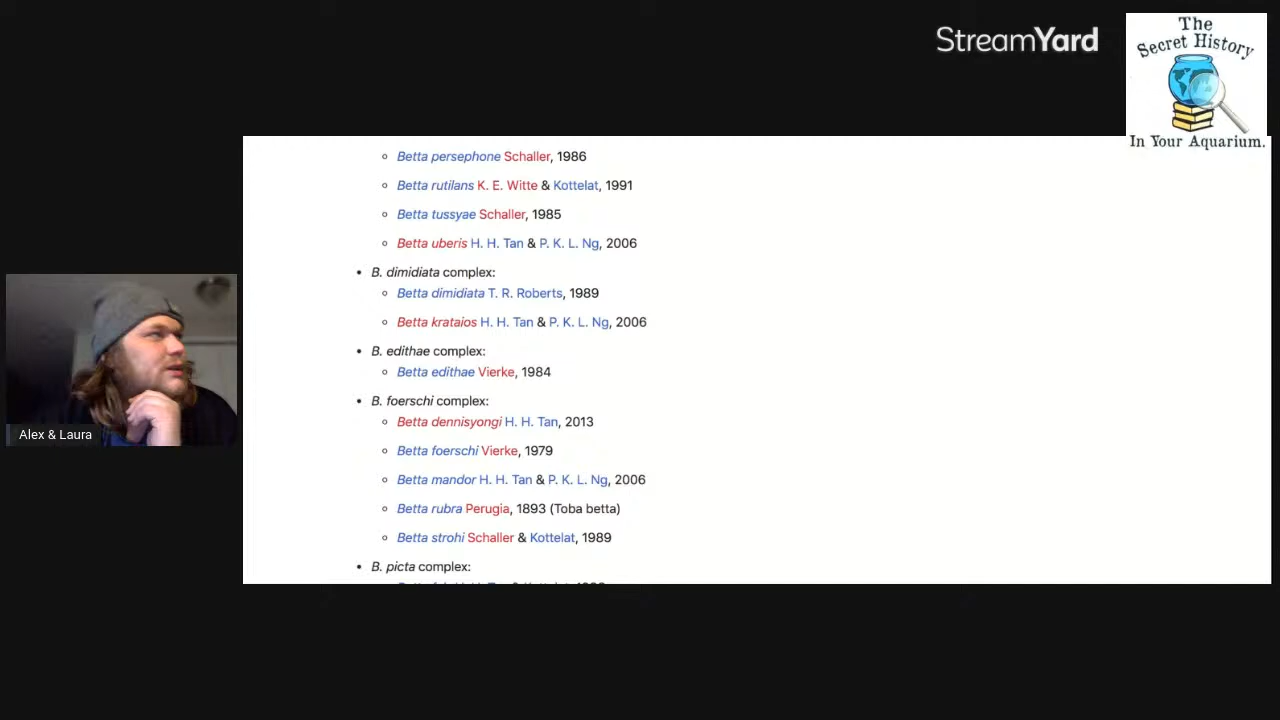 StreamYard
The
Secret History
In Your Aquarium.
Betta persephone Schaller, 1986
Betta rutilans K. E. Witte & Kottelat, 1991
Betta tussyae Schaller, 1985
Betta uberis H. H. Tan & P. K. L. Ng, 2006
B. dimidiata complex:
Betta dimidiata T. R. Roberts, 1989
Betta krataios H. H. Tan & P. K. L. Ng, 2006
B. edithae complex:
Betta edithae Vierke, 1984
B. foerschi complex:
Betta dennisyongi H. H. Tan, 2013
Betta foerschi Vierke, 1979
Betta mandor H. H. Tan & P. K. L. Ng, 2006
Betta rubra Perugia, 1893 (Toba betta)
Betta strohi Schaller & Kottelat, 1989
B. picta complex:
Alex & Laura